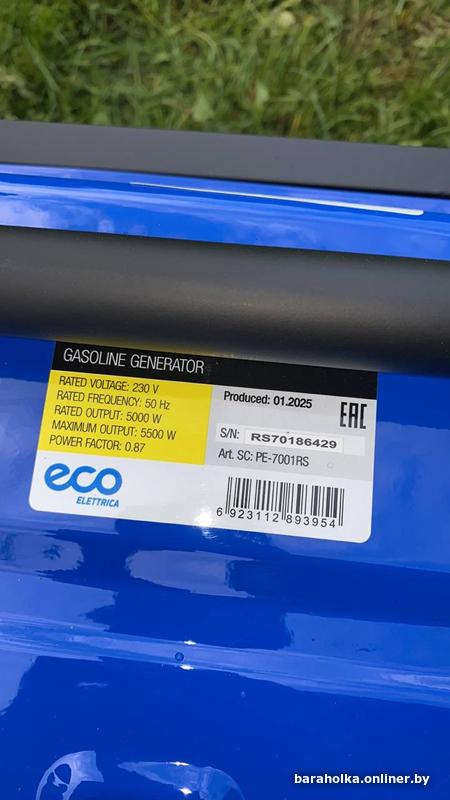 GASOLINE GENERATOR
RATED VOLTAGE: 230 V
RATED FREQUENCY: 50 Hz
RATED OUTPUT: 5000 W
MAXIMUM OUTPUT: 5500 W
POWER FACTOR: 0.87
Produced: 01.2025
EAC
S/N: RS70186429
Art. SC: PE-7001RS
eco
ELETTRICA
6 923112 893954
baraholka.onliner.by